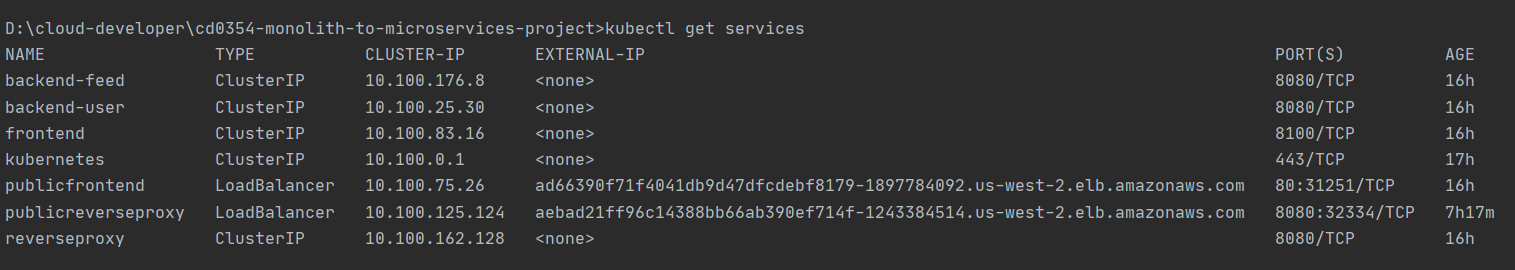 D:\cloud-developer\cd0354-monolith-to-microservices-project>kubectl get services
NAME TYPE CLUSTER-IP EXTERNAL-IP PORT(S) AGE
backend-feed ClusterIP 10.100.176.8 <none> 8080/TCP 16h
backend-user ClusterIP 10.100.25.30 <none> 8080/TCP 16h
frontend ClusterIP 10.100.83.16 <none> 8100/TCP 16h
kubernetes ClusterIP 10.100.0.1 <none> 443/TCP 17h
publicfrontend LoadBalancer 10.100.75.26 ad66390f71f4041db9d47dfcdebf8179-1897784092.us-west-2.elb.amazonaws.com 80:31251/TCP 16h
publicreverseproxy LoadBalancer 10.100.125.124 aebad21ff96c14388bb66ab390ef714f-1243384514.us-west-2.elb.amazonaws.com 8080:32334/TCP 7h17m
reverseproxy ClusterIP 10.100.162.128 <none> 8080/TCP 16h